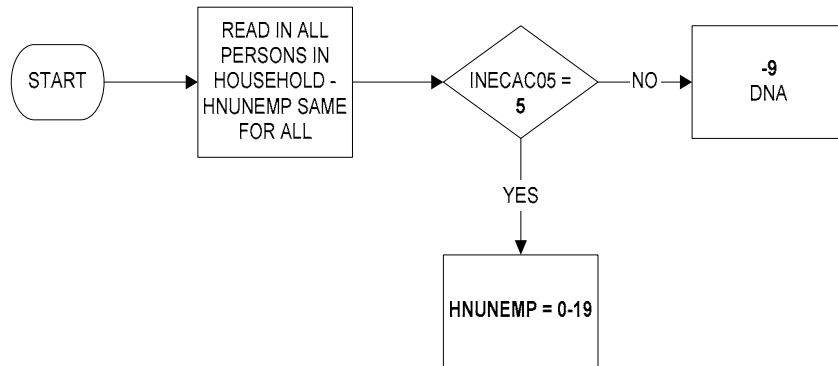 START
READ IN ALL
PERSONS IN
HOUSEHOLD -
HNUNEMP SAME
FOR ALL
INECAC05 =
5
NO
-9
DNA
YES
HNUNEMP = 0-19